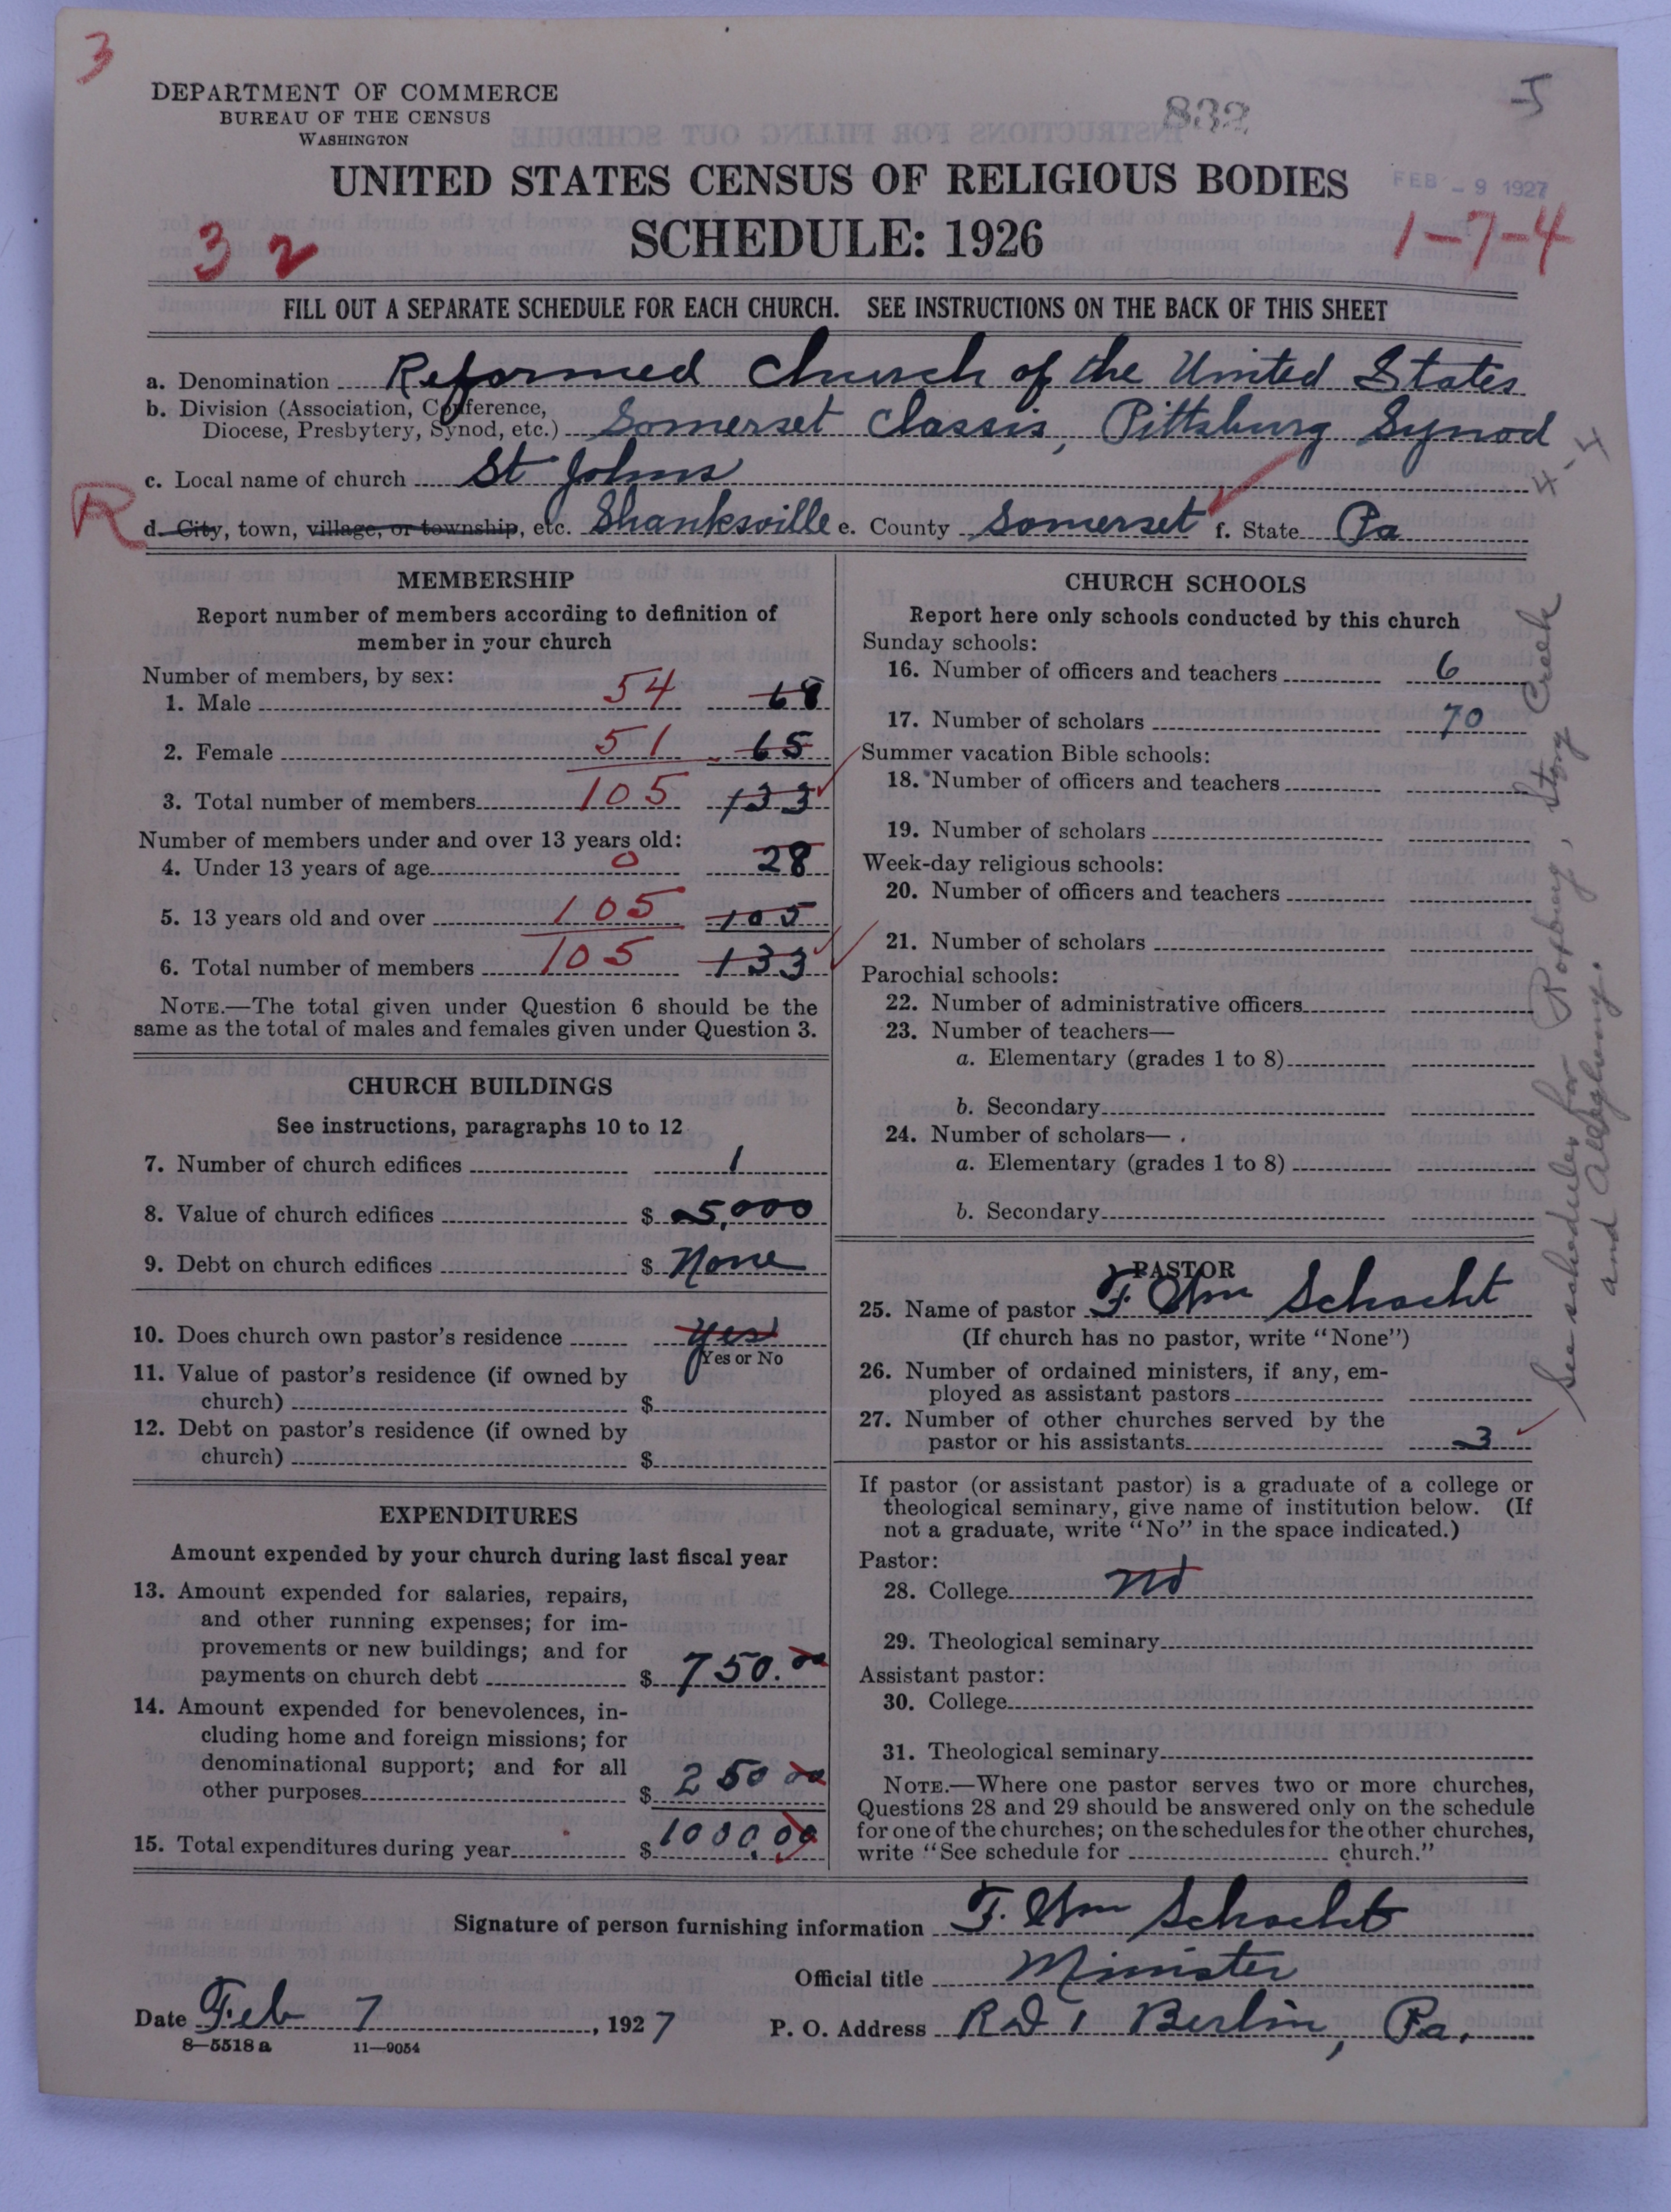 3
DEPARTMENT OF COMMERCE
BUREAU OF THE CENSUS
WASHINGTON
832
5
UNITED STATES CENSUS OF RELIGIOUS BODIES
FEB - 9 1927
SCHEDULE: 1926
3 2
1-7-4
FILL OUT A SEPARATE SCHEDULE FOR EACH CHURCH. SEE INSTRUCTIONS ON THE BACK OF THIS SHEET
a. Denomination Reformed Church of the United States
b. Division (Association, Conference,
Diocese, Presbytery, Synod, etc.) Somerset Classis, Pittsburg Synod
4-4
c. Local name of church St Johns
R
d. City, town, village, or township, etc. Shanksville e. County Somerset f. State Pa
MEMBERSHIP
Report number of members according to definition of
member in your church
Number of members, by sex:
1. Male 54 68
2. Female 51 65
3. Total number of members 105 133
Number of members under and over 13 years old:
4. Under 13 years of age 0 28
5. 13 years old and over 105 105
6. Total number of members 105 133
NOTE.—The total given under Question 6 should be the
same as the total of males and females given under Question 3.
CHURCH BUILDINGS
See instructions, paragraphs 10 to 12
7. Number of church edifices 1
8. Value of church edifices $ 5,000
9. Debt on church edifices $ None
10. Does church own pastor's residence yes
Yes or No
11. Value of pastor's residence (if owned by
church) $
12. Debt on pastor's residence (if owned by
church) $
EXPENDITURES
Amount expended by your church during last fiscal year
13. Amount expended for salaries, repairs,
and other running expenses; for im-
provements or new buildings; and for
payments on church debt $ 750.00
14. Amount expended for benevolences, in-
cluding home and foreign missions; for
denominational support; and for all
other purposes $ 250 00
15. Total expenditures during year $ 1000.00
CHURCH SCHOOLS
Report here only schools conducted by this church
Sunday schools:
16. Number of officers and teachers 6
17. Number of scholars 70
Summer vacation Bible schools:
18. Number of officers and teachers
19. Number of scholars
Week-day religious schools:
20. Number of officers and teachers
21. Number of scholars
Parochial schools:
22. Number of administrative officers
23. Number of teachers—
a. Elementary (grades 1 to 8)
b. Secondary
24. Number of scholars—
a. Elementary (grades 1 to 8)
b. Secondary
PASTOR
25. Name of pastor F. Wm Schacht
(If church has no pastor, write "None")
26. Number of ordained ministers, if any, em-
ployed as assistant pastors
27. Number of other churches served by the
pastor or his assistants 3
If pastor (or assistant pastor) is a graduate of a college or
theological seminary, give name of institution below. (If
not a graduate, write "No" in the space indicated.)
Pastor:
28. College no
29. Theological seminary
Assistant pastor:
30. College
31. Theological seminary
NOTE.—Where one pastor serves two or more churches,
Questions 28 and 29 should be answered only on the schedule
for one of the churches; on the schedules for the other churches,
write "See schedule for church."
See schedules for Roxbury, Stony Creek
and Allegheny.
Signature of person furnishing information F. Wm Schacht
Official title Minister
Date Feb 7, 1927
P. O. Address R D 1 Berlin, Pa.
8—5518 a 11—9054